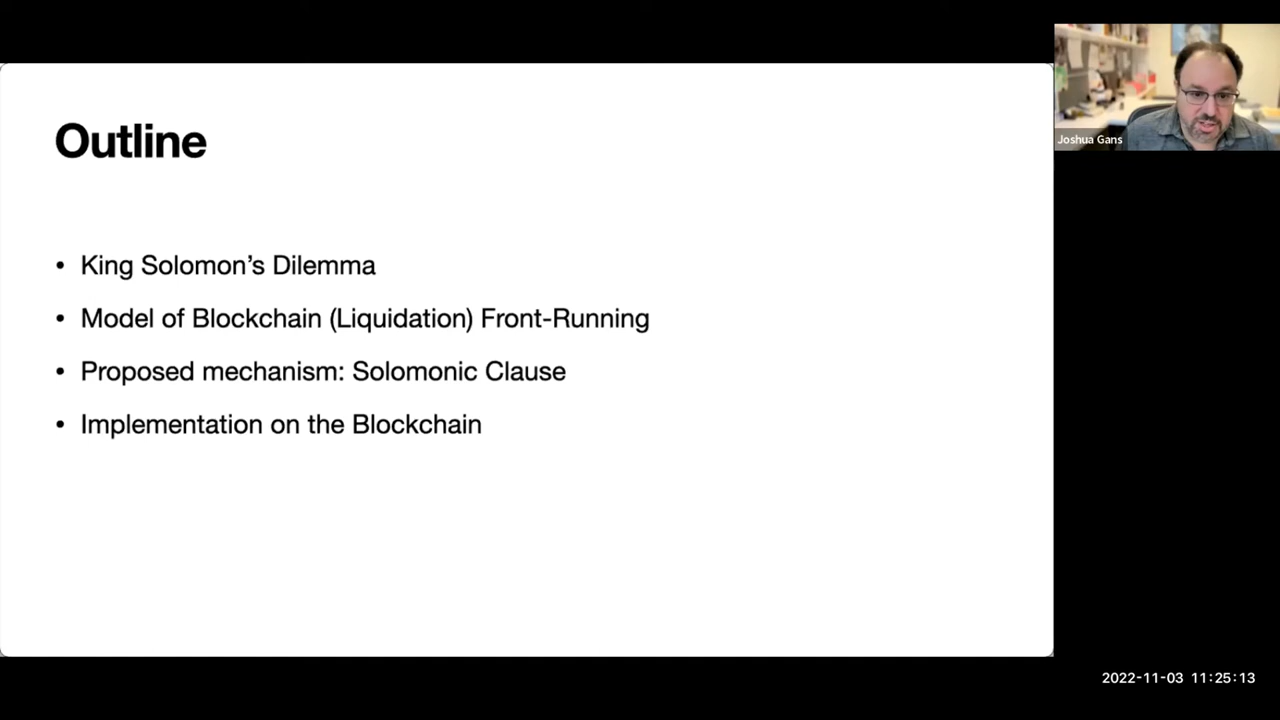 Outline
• King Solomon's Dilemma
• Model of Blockchain (Liquidation) Front-Running
• Proposed mechanism: Solomonic Clause
• Implementation on the Blockchain
Joshua Gans
2022-11-03 11:25:13